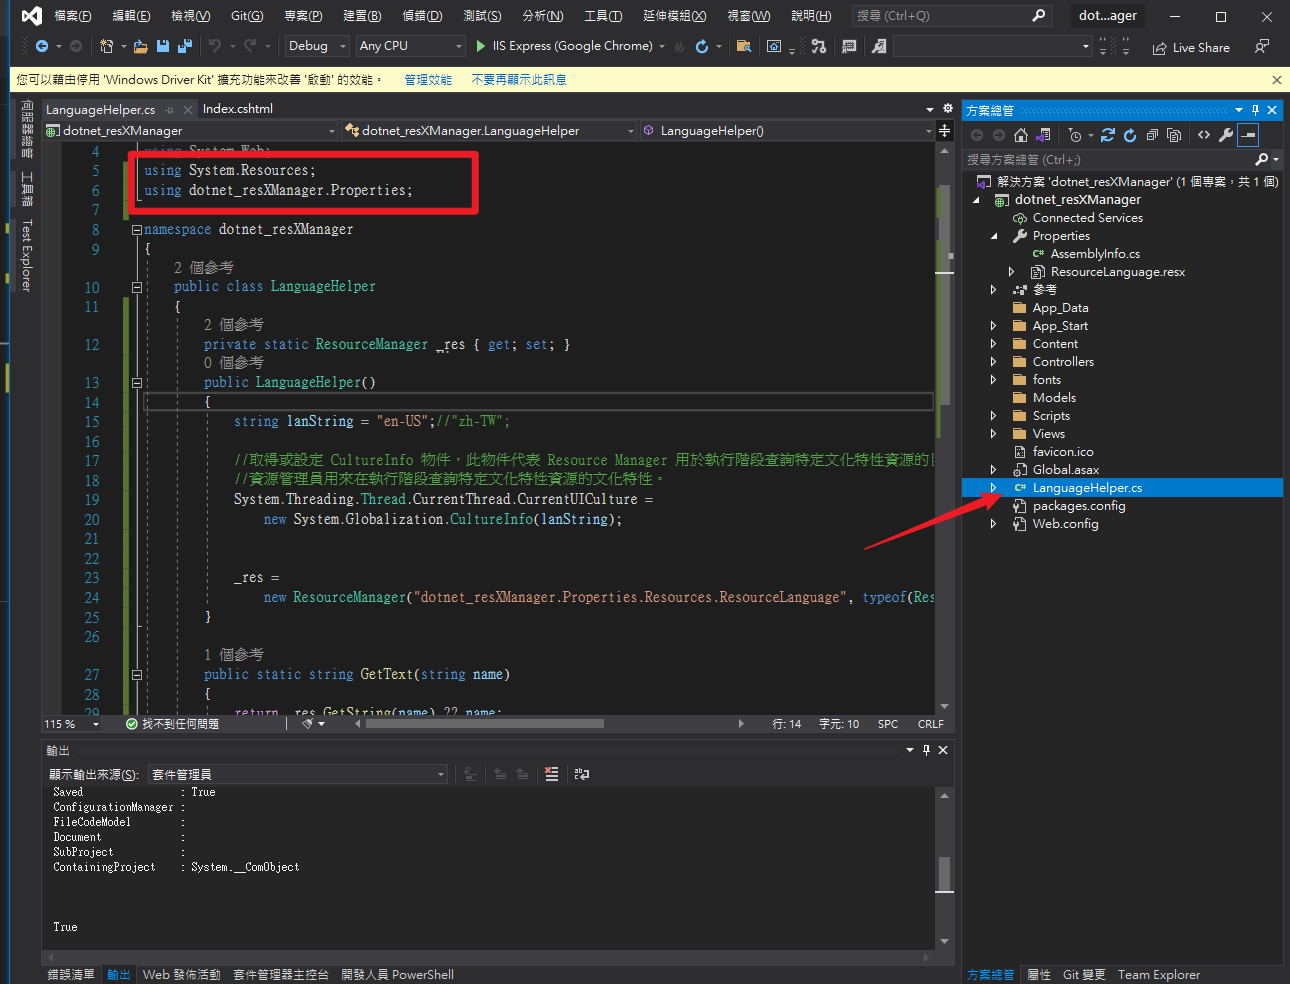 檔案(F) 編輯(E) 檢視(V) Git(G) 專案(P) 建置(B) 偵錯(D) 測試(S) 分析(N) 工具(T) 延伸模組(X) 視窗(W) 說明(H) 搜尋 (Ctrl+Q) dot...ager
Debug Any CPU IIS Express (Google Chrome) Live Share
您可以藉由停用 'Windows Driver Kit' 擴充功能來改善 '啟動' 的效能。 管理效能 不要再顯示此訊息
伺服器總管
工具箱
Test Explorer
LanguageHelper.cs Index.cshtml
dotnet_resXManager dotnet_resXManager.LanguageHelper LanguageHelper()
4 using System.Web;
5 using System.Resources;
6 using dotnet_resXManager.Properties;
7
8 namespace dotnet_resXManager
9 {
2 個參考
10 public class LanguageHelper
11 {
2 個參考
12 private static ResourceManager _res { get; set; }
0 個參考
13 public LanguageHelper()
14 {
15 string lanString = "en-US";//"zh-TW";
16
17 //取得或設定 CultureInfo 物件，此物件代表 Resource Manager 用於執行階段查詢特定文化特性資源的
18 //資源管理員用來在執行階段查詢特定文化特性資源的文化特性。
19 System.Threading.Thread.CurrentThread.CurrentUICulture =
20 new System.Globalization.CultureInfo(lanString);
21
22
23 _res =
24 new ResourceManager("dotnet_resXManager.Properties.Resources.ResourceLanguage", typeof(Res
25 }
26
1 個參考
27 public static string GetText(string name)
28 {
29 return _res.GetString(name) ?? name;
115 % 找不到任何問題 行: 14 字元: 10 SPC CRLF
輸出
顯示輸出來源(S): 套件管理員
Saved : True
ConfigurationManager :
FileCodeModel :
Document :
SubProject :
ContainingProject : System.__ComObject
True
錯誤清單 輸出 Web 發佈活動 套件管理器主控台 開發人員 PowerShell
方案總管
搜尋方案總管 (Ctrl+;)
解決方案 'dotnet_resXManager' (1 個專案，共 1 個)
dotnet_resXManager
Connected Services
Properties
C# AssemblyInfo.cs
ResourceLanguage.resx
參考
App_Data
App_Start
Content
Controllers
fonts
Models
Scripts
Views
favicon.ico
Global.asax
C# LanguageHelper.cs
packages.config
Web.config
方案總管 屬性 Git 變更 Team Explorer